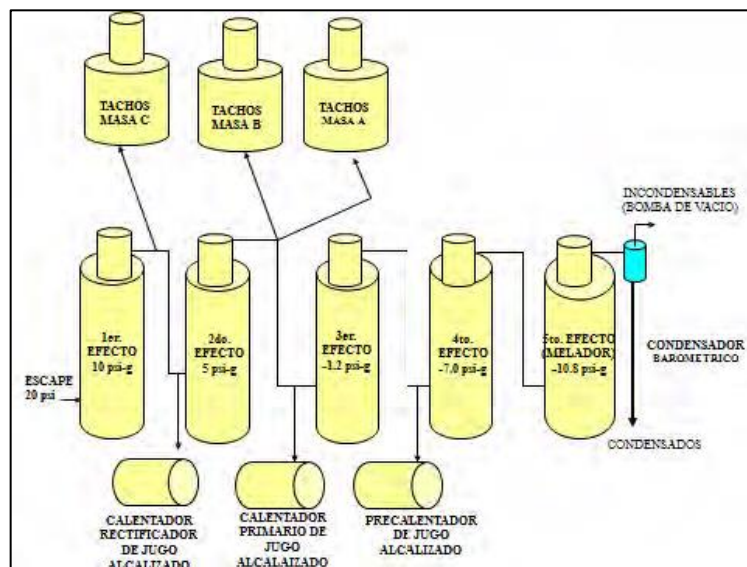 TACHOS
MASA C
TACHOS
MASA B
TACHOS
MASA A
INCONDENSABLES
(BOMBA DE VACIO)
1er.
EFECTO
10 psi-g
2do.
EFECTO
5 psi-g
3er.
EFECTO
-1.2 psi-g
4to.
EFECTO
-7.0 psi-g
5to. EFECTO
(MELADOR)
-10.8 psi-g
CONDENSADOR
BAROMETRICO
ESCAPE
20 psi
CONDENSADOS
CALENTADOR
RECTIFICADOR
DE JUGO
ALCALIZADO
CALENTADOR
PRIMARIO DE
JUGO
ALCALAIZADO
PRECALENTADOR
DE JUGO
ALCALIZADO